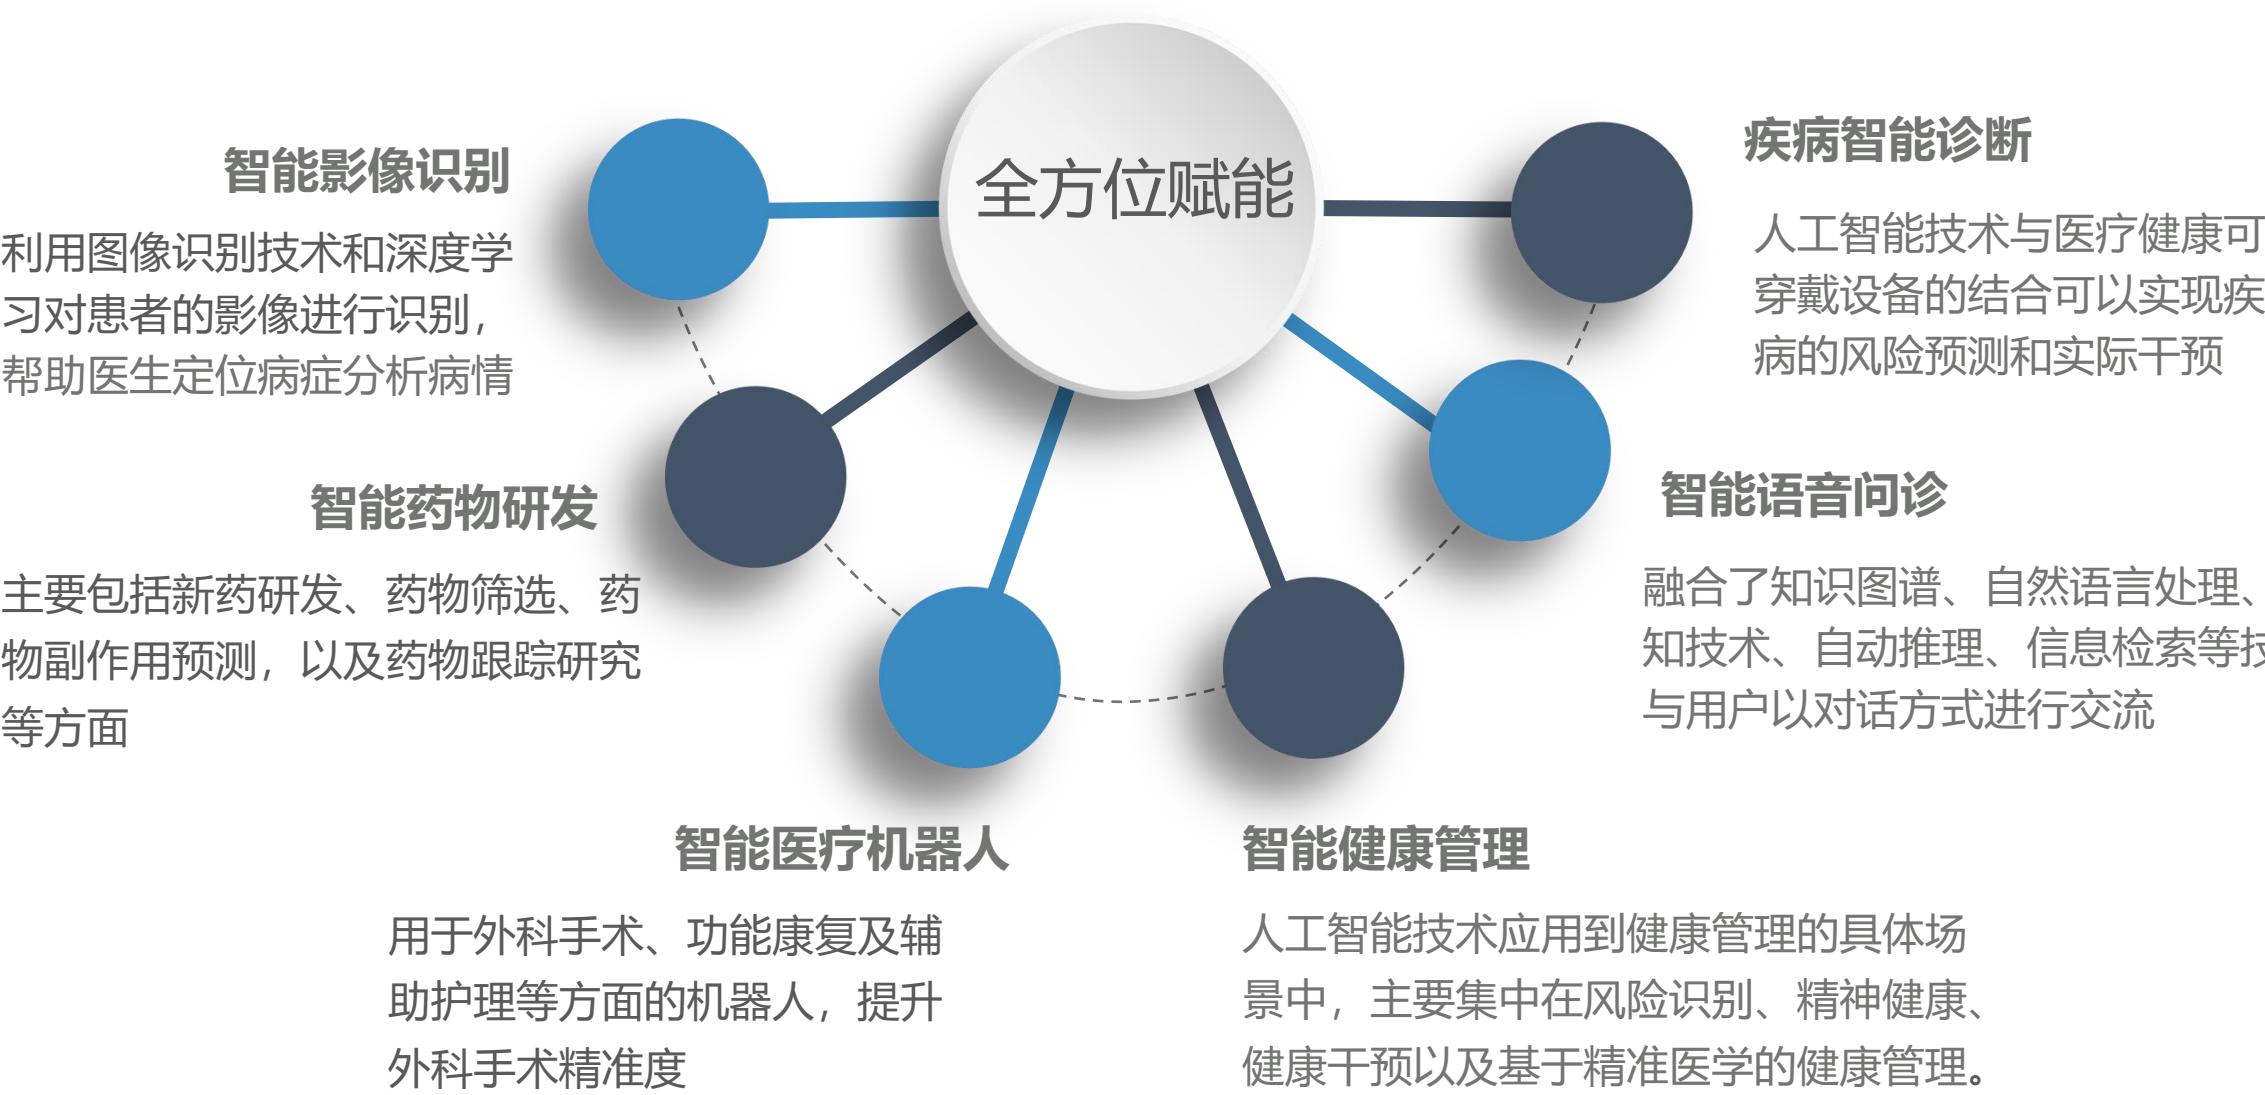 全方位赋能
智能影像识别
利用图像识别技术和深度学
习对患者的影像进行识别，
帮助医生定位病症分析病情
智能药物研发
主要包括新药研发、药物筛选、药
物副作用预测，以及药物跟踪研究
等方面
智能医疗机器人
用于外科手术、功能康复及辅
助护理等方面的机器人，提升
外科手术精准度
智能健康管理
人工智能技术应用到健康管理的具体场
景中，主要集中在风险识别、精神健康、
健康干预以及基于精准医学的健康管理。
疾病智能诊断
人工智能技术与医疗健康可
穿戴设备的结合可以实现疾
病的风险预测和实际干预
智能语音问诊
融合了知识图谱、自然语言处理、
知技术、自动推理、信息检索等
与用户以对话方式进行交流